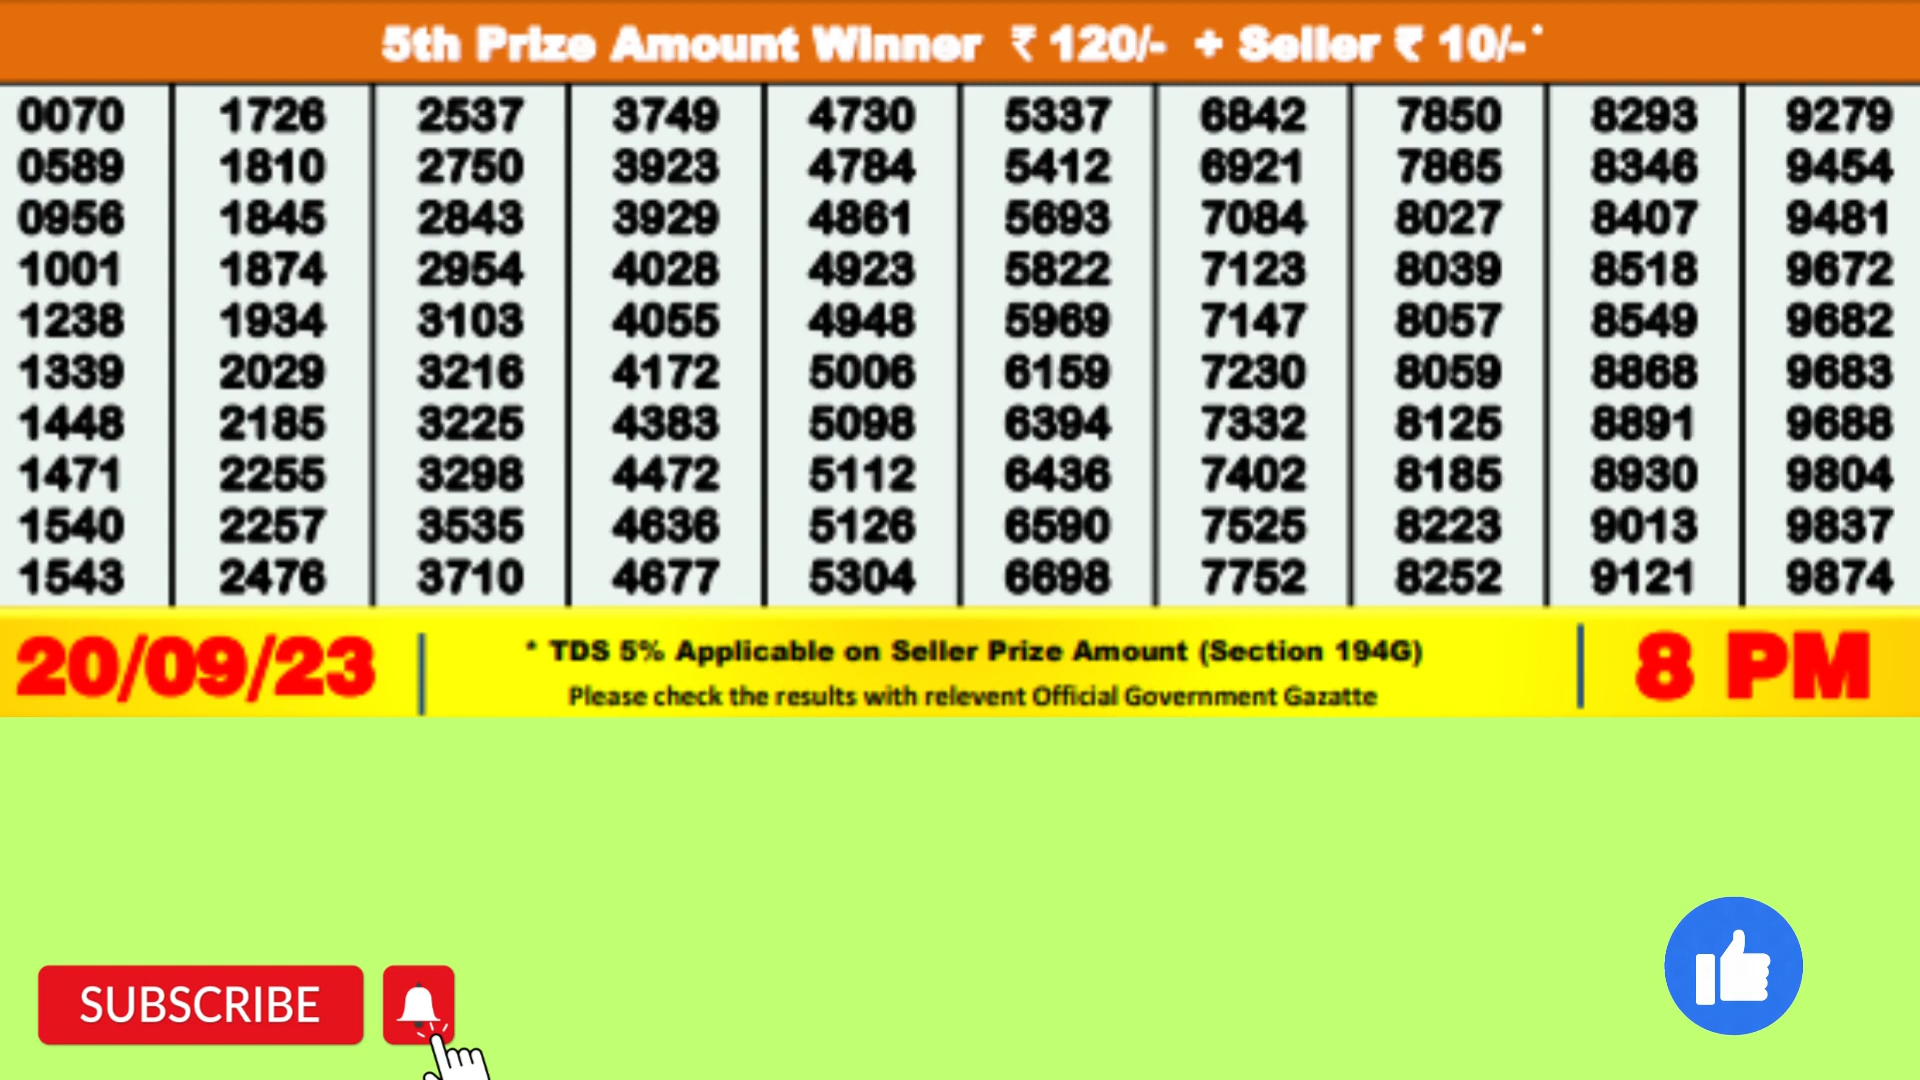 5th Prize Amount Winner ₹ 120/- + Seller ₹ 10/-*
0070 1726 2537 3749 4730 5337 6842 7850 8293 9279
0589 1810 2750 3923 4784 5412 6921 7865 8346 9454
0956 1845 2843 3929 4861 5693 7084 8027 8407 9481
1001 1874 2954 4028 4923 5822 7123 8039 8518 9672
1238 1934 3103 4055 4948 5969 7147 8057 8549 9682
1339 2029 3216 4172 5006 6159 7230 8059 8868 9683
1448 2185 3225 4383 5098 6394 7332 8125 8891 9688
1471 2255 3298 4472 5112 6436 7402 8185 8930 9804
1540 2257 3535 4636 5126 6590 7525 8223 9013 9837
1543 2476 3710 4677 5304 6698 7752 8252 9121 9874
20/09/23
* TDS 5% Applicable on Seller Prize Amount (Section 194G)
Please check the results with relevent Official Government Gazatte
8 PM
SUBSCRIBE